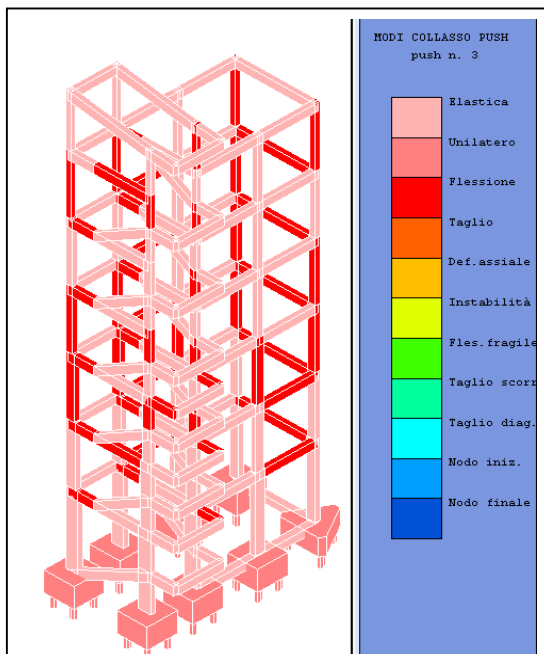 MODI COLLASSO PUSH
push n. 3
Elastica
Unilatero
Flessione
Taglio
Def.assiale
Instabilità
Fles.fragile
Taglio scorr
Taglio diag.
Nodo iniz.
Nodo finale